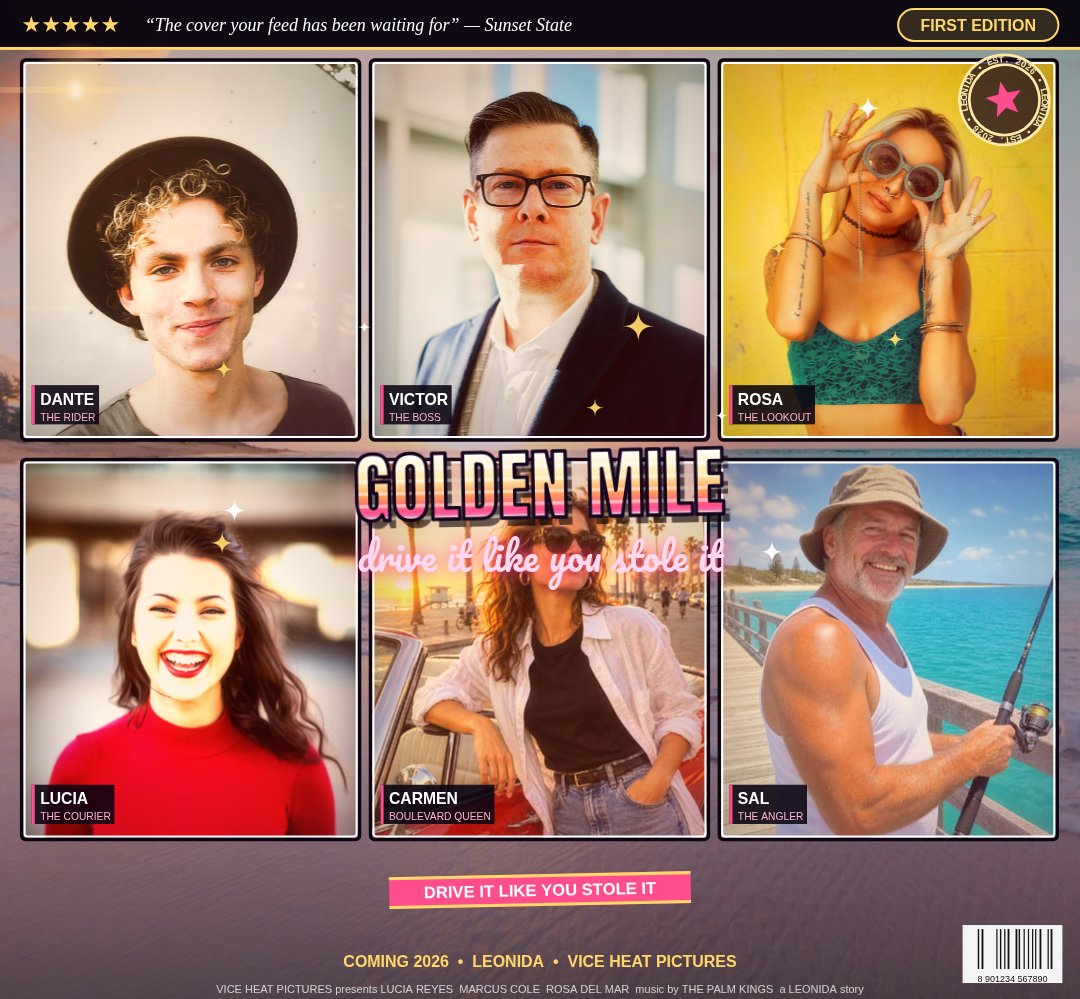 ★★★★★ “The cover your feed has been waiting for” — Sunset State
FIRST EDITION
EST. 2026 • LEONIDA • EST. 2026 • LEONIDA •
DANTE
THE RIDER
VICTOR
THE BOSS
ROSA
THE LOOKOUT
GOLDEN MILE
drive it like you stole it
LUCIA
THE COURIER
CARMEN
BOULEVARD QUEEN
SAL
THE ANGLER
DRIVE IT LIKE YOU STOLE IT
COMING 2026 • LEONIDA • VICE HEAT PICTURES
8 901234 567890
VICE HEAT PICTURES presents LUCIA REYES MARCUS COLE ROSA DEL MAR music by THE PALM KINGS a LEONIDA story